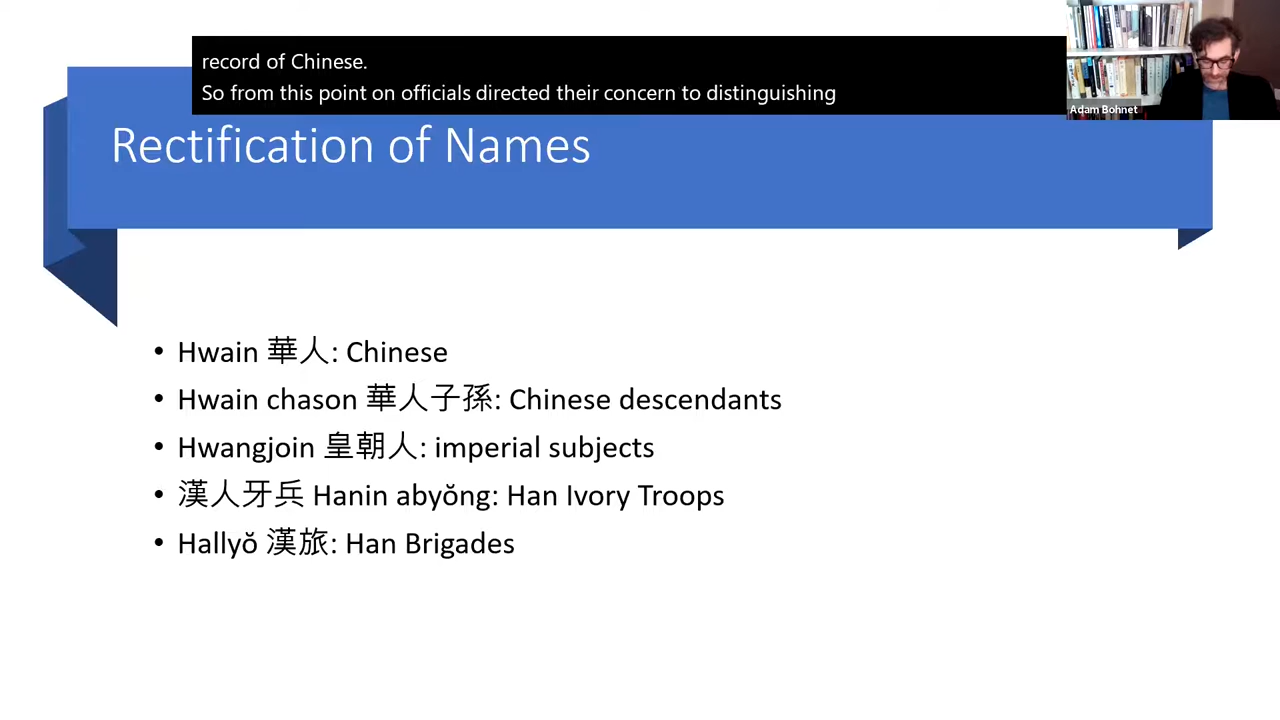 record of Chinese.
So from this point on officials directed their concern to distinguishing
Adam Bohnet
Rectification of Names
• Hwain 華人: Chinese
• Hwain chason 華人子孫: Chinese descendants
• Hwangjoin 皇朝人: imperial subjects
• 漢人牙兵 Hanin abyŏng: Han Ivory Troops
• Hallyŏ 漢旅: Han Brigades